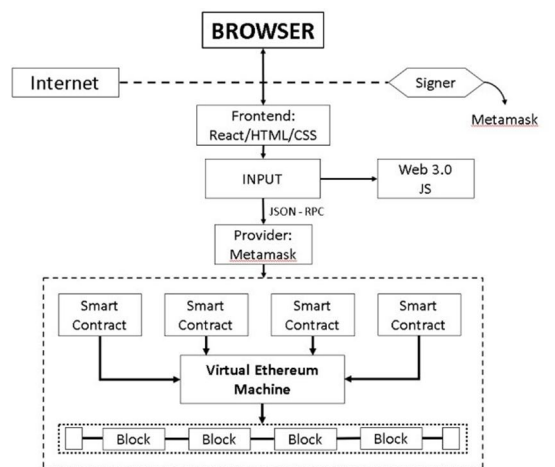 BROWSER
Internet
Signer
Metamask
Frontend:
React/HTML/CSS
INPUT
Web 3.0
JS
JSON - RPC
Provider:
Metamask
Smart
Contract
Smart
Contract
Smart
Contract
Smart
Contract
Virtual Ethereum
Machine
Block
Block
Block
Block